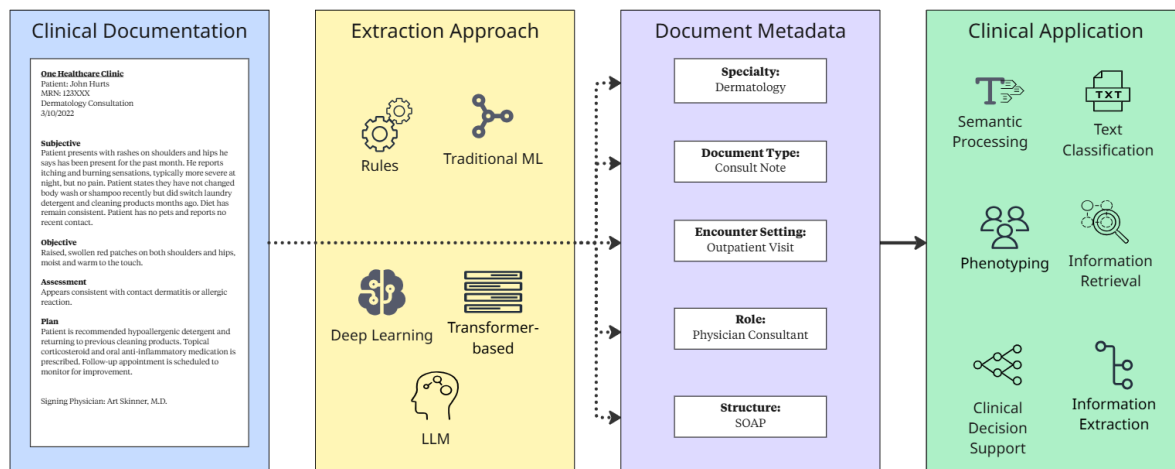 Clinical Documentation
One Healthcare Clinic
Patient: John Hurts
MRN: 123XXX
Dermatology Consultation
3/10/2022
Subjective
Patient presents with rashes on shoulders and hips he
says has been present for the past month. He reports
itching and burning sensations, typically more severe at
night, but no pain. Patient states they have not changed
body wash or shampoo recently but did switch laundry
detergent and cleaning products months ago. Diet has
remain consistent. Patient has no pets and reports no
recent contact.
Objective
Raised, swollen red patches on both shoulders and hips,
moist and warm to the touch.
Assessment
Appears consistent with contact dermatitis or allergic
reaction.
Plan
Patient is recommended hypoallergenic detergent and
returning to previous cleaning products. Topical
corticosteroid and oral anti-inflammatory medication is
prescribed. Follow-up appointment is scheduled to
monitor for improvement.
Signing Physician: Art Skinner, M.D.
Extraction Approach
Rules
Traditional ML
Deep Learning
Transformer-
based
LLM
Document Metadata
Specialty:
Dermatology
Document Type:
Consult Note
Encounter Setting:
Outpatient Visit
Role:
Physician Consultant
Structure:
SOAP
Clinical Application
T
Semantic
Processing
TXT
Text
Classification
Phenotyping
Information
Retrieval
Clinical
Decision
Support
Information
Extraction